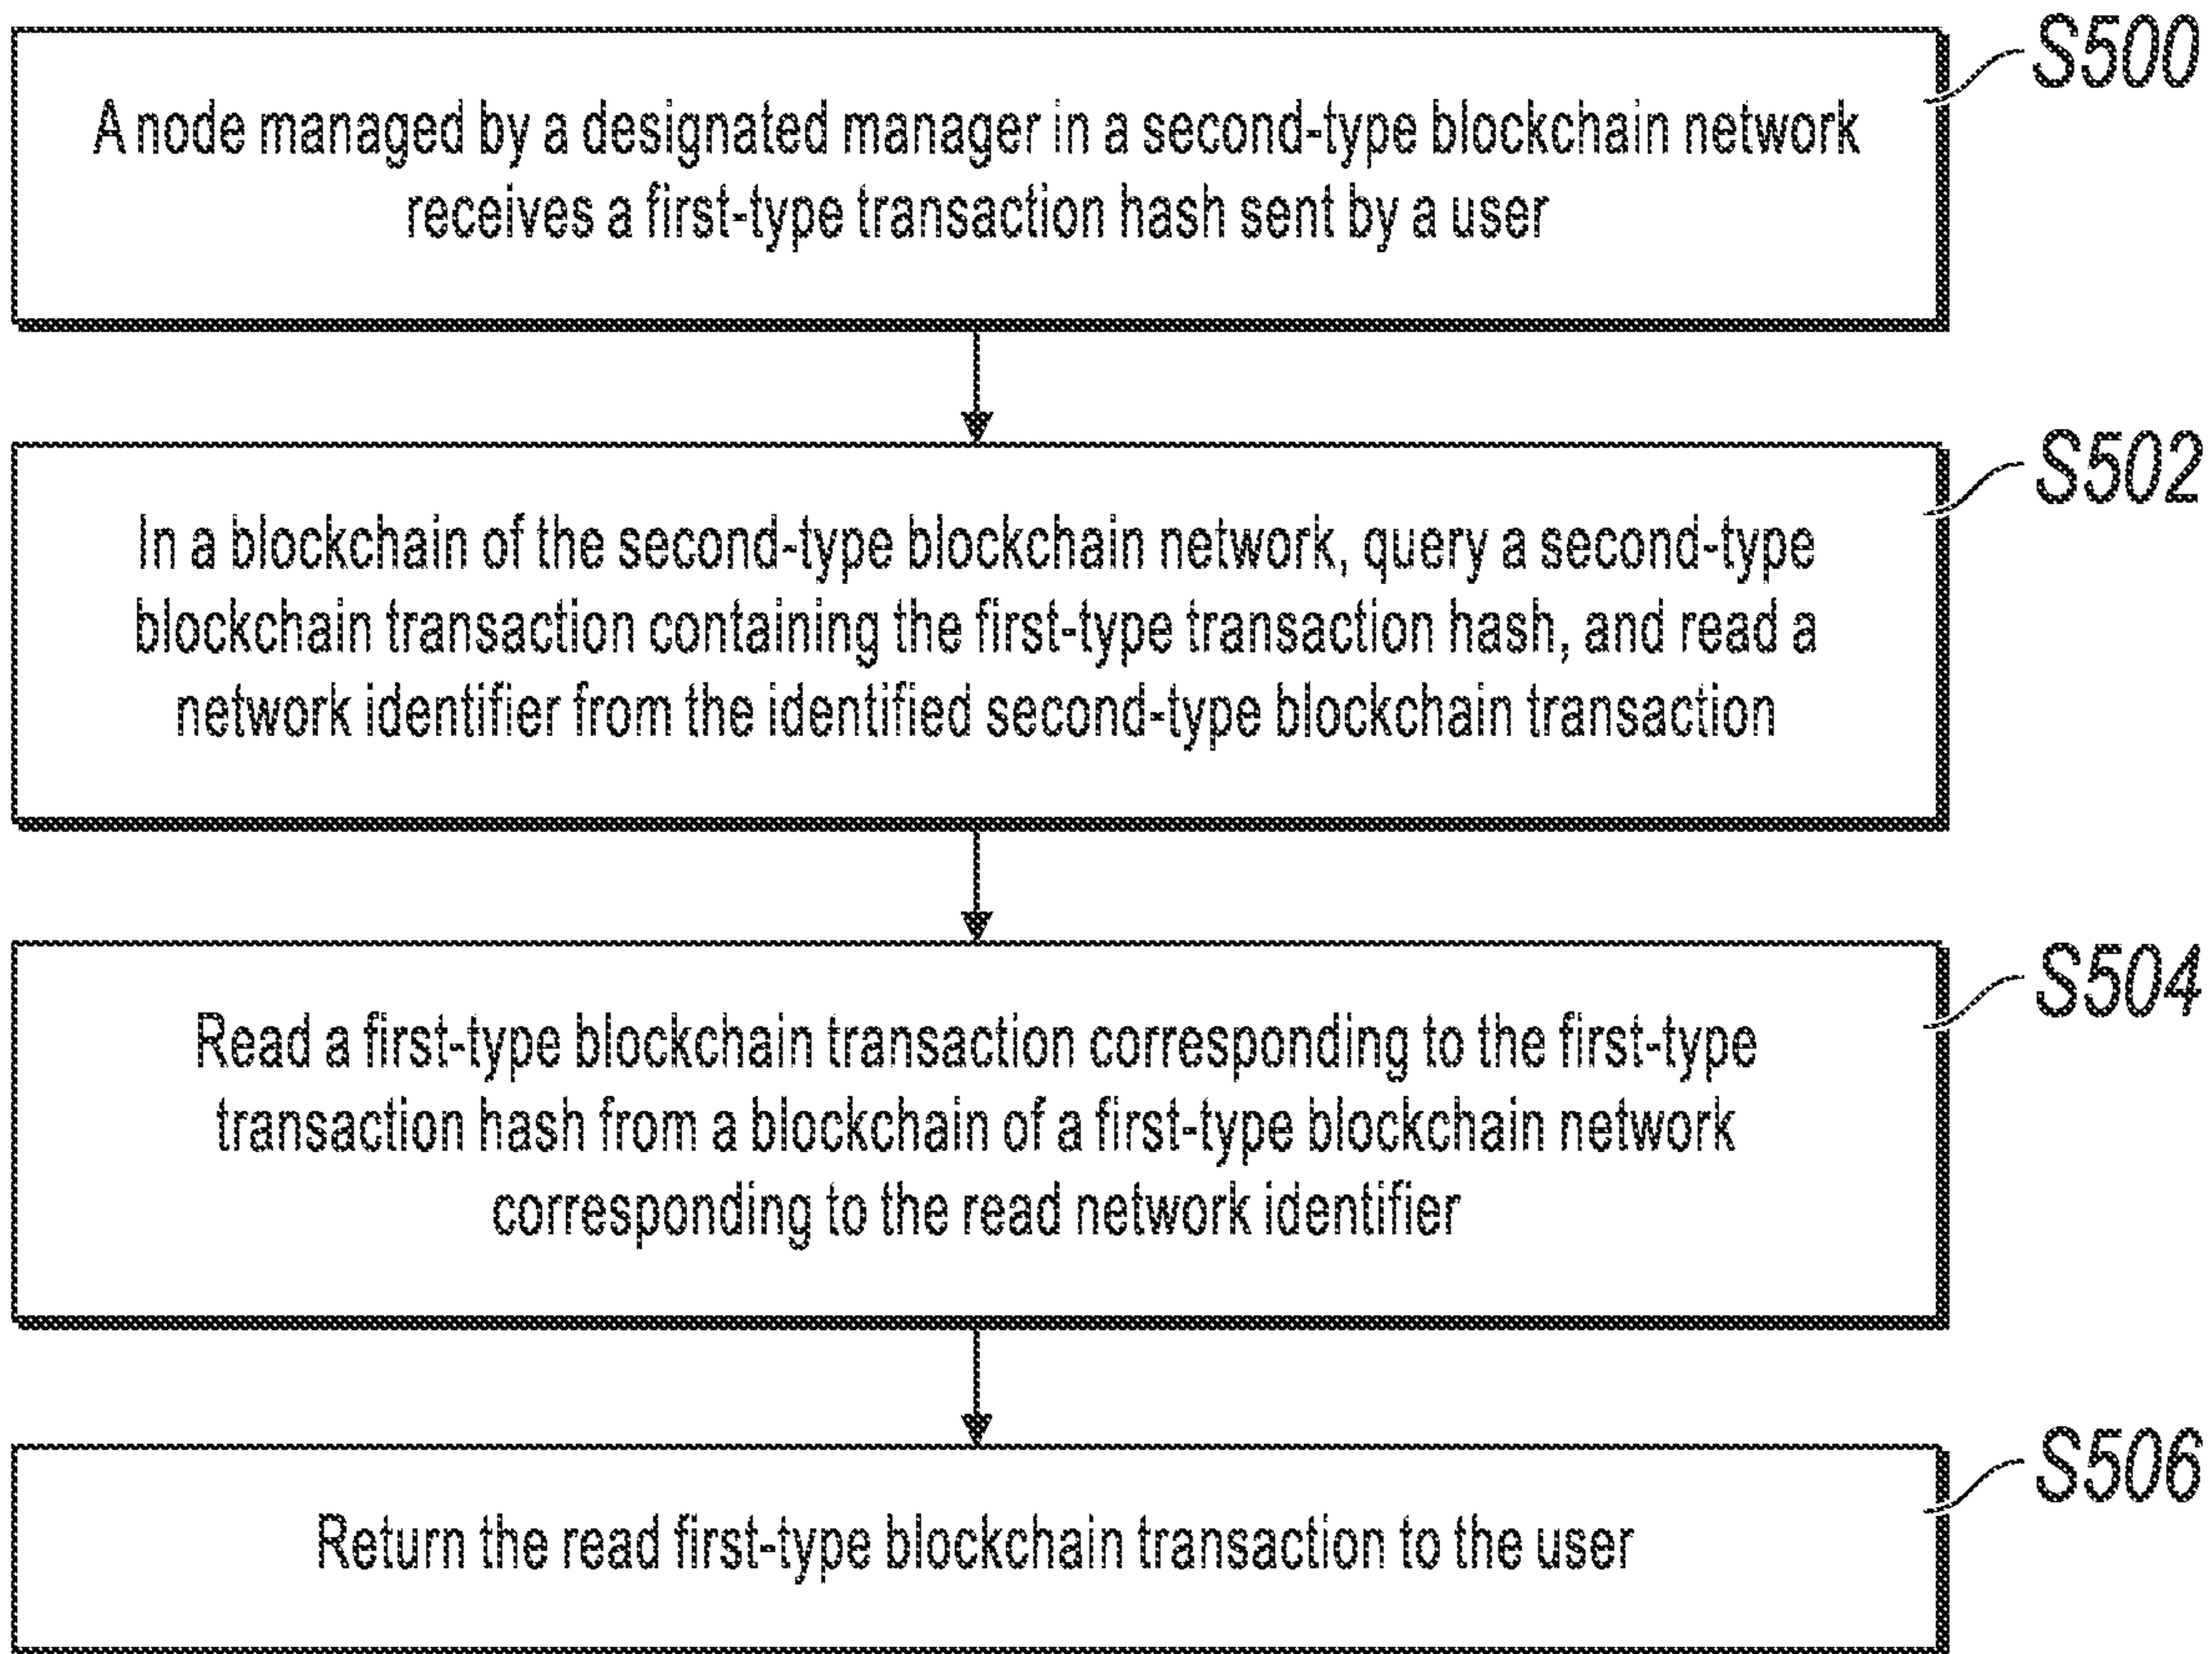 S500
A node managed by a designated manager in a second-type blockchain network
receives a first-type transaction hash sent by a user
S502
In a blockchain of the second-type blockchain network, query a second-type
blockchain transaction containing the first-type transaction hash, and read a
network identifier from the identified second-type blockchain transaction
S504
Read a first-type blockchain transaction corresponding to the first-type
transaction hash from a blockchain of a first-type blockchain network
corresponding to the read network identifier
S506
Return the read first-type blockchain transaction to the user